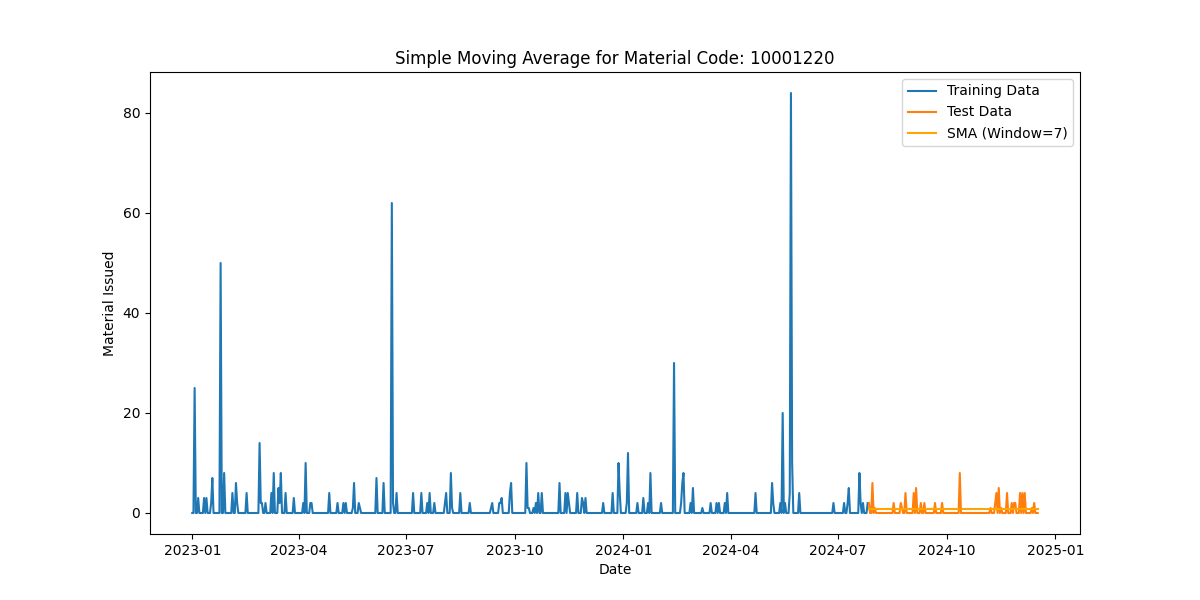 Simple Moving Average for Material Code: 10001220
Training Data
Test Data
SMA (Window=7)
Material Issued
80
60
40
20
0
2023-01 2023-04 2023-07 2023-10 2024-01 2024-04 2024-07 2024-10 2025-01
Date